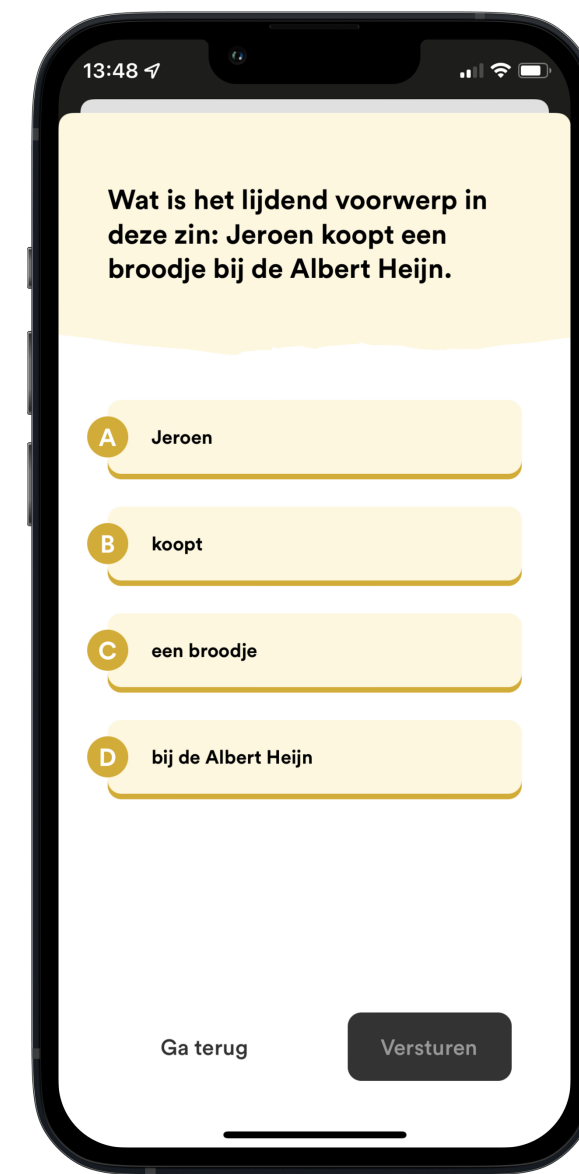 13:48
Wat is het lijdend voorwerp in
deze zin: Jeroen koopt een
broodje bij de Albert Heijn.
A Jeroen
B koopt
C een broodje
D bij de Albert Heijn
Ga terug Versturen